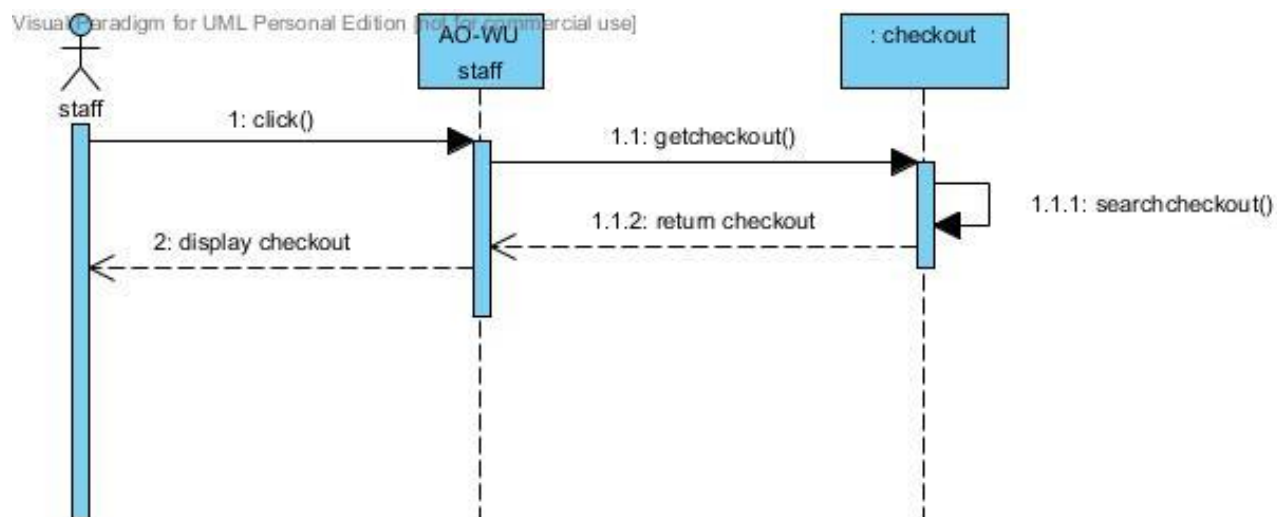 Visual Paradigm for UML Personal Edition [not for commercial use]
AO-WU
staff
: checkout
staff
1: click()
1.1: getcheckout()
1.1.1: searchcheckout()
1.1.2: return checkout
2: display checkout